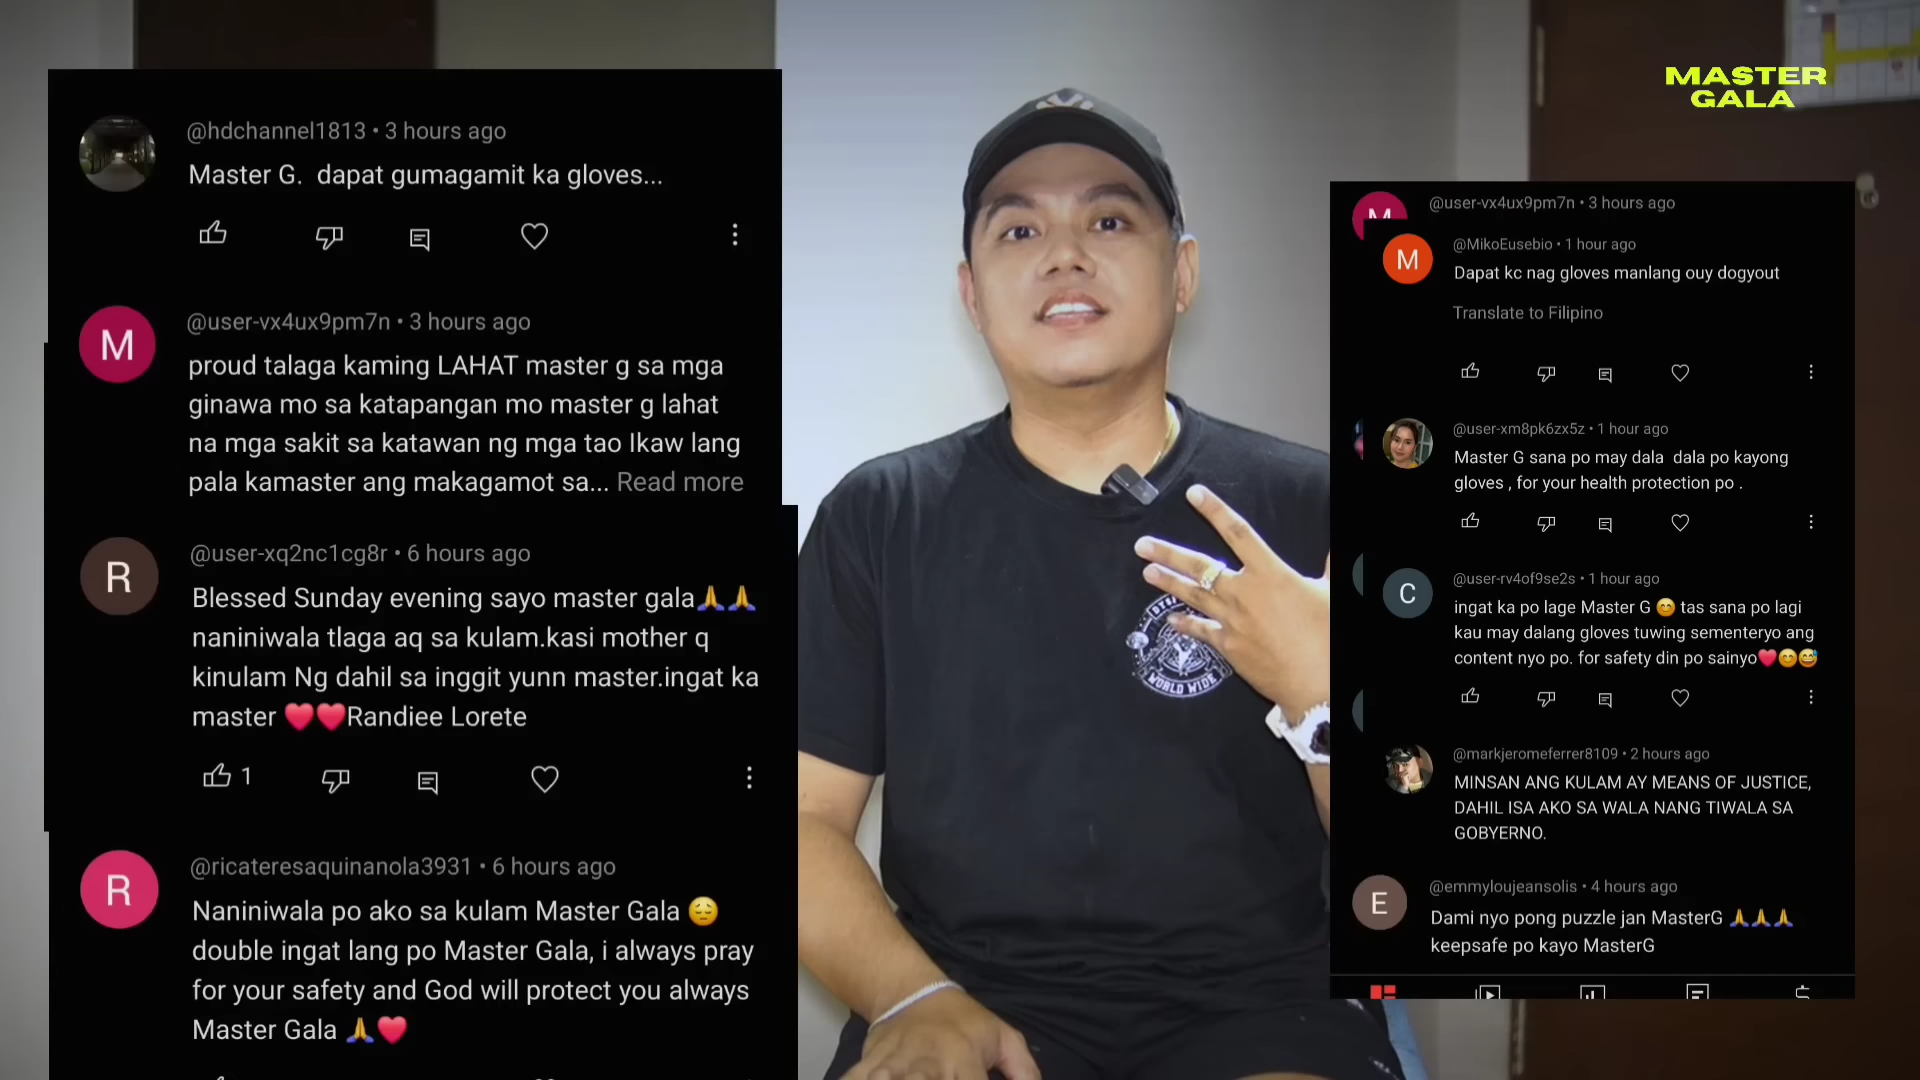 @hdchannel1813 • 3 hours ago
Master G.  dapat gumagamit ka gloves...
@user-vx4ux9pm7n • 3 hours ago
M
proud talaga kaming LAHAT master g sa mga
ginawa mo sa katapangan mo master g lahat
na mga sakit sa katawan ng mga tao Ikaw lang
pala kamaster ang makagamot sa... Read more
@user-xq2nc1cg8r • 6 hours ago
R
Blessed Sunday evening sayo master gala🙏🙏
naniniwala tlaga aq sa kulam.kasi mother q
kinulam Ng dahil sa inggit yunn master.ingat ka
master ❤️❤️Randiee Lorete
1
@ricateresaquinanola3931 • 6 hours ago
R
Naniniwala po ako sa kulam Master Gala 😔
double ingat lang po Master Gala, i always pray
for your safety and God will protect you always
Master Gala 🙏❤️
WORLD WIDE
MASTER
GALA
@user-vx4ux9pm7n • 3 hours ago
M
@MikoEusebio • 1 hour ago
M
Dapat kc nag gloves manlang ouy dogyout
Translate to Filipino
@user-xm8pk6zx5z • 1 hour ago
Master G sana po may dala  dala po kayong
gloves , for your health protection po .
@user-rv4of9se2s • 1 hour ago
C
ingat ka po lage Master G 😊 tas sana po lagi
kau may dalang gloves tuwing sementeryo ang
content nyo po. for safety din po sainyo❤️😊😅
@markjeromeferrer8109 • 2 hours ago
MINSAN ANG KULAM AY MEANS OF JUSTICE,
DAHIL ISA AKO SA WALA NANG TIWALA SA
GOBYERNO.
@emmyloujeansolis • 4 hours ago
E
Dami nyo pong puzzle jan MasterG 🙏🙏🙏
keepsafe po kayo MasterG